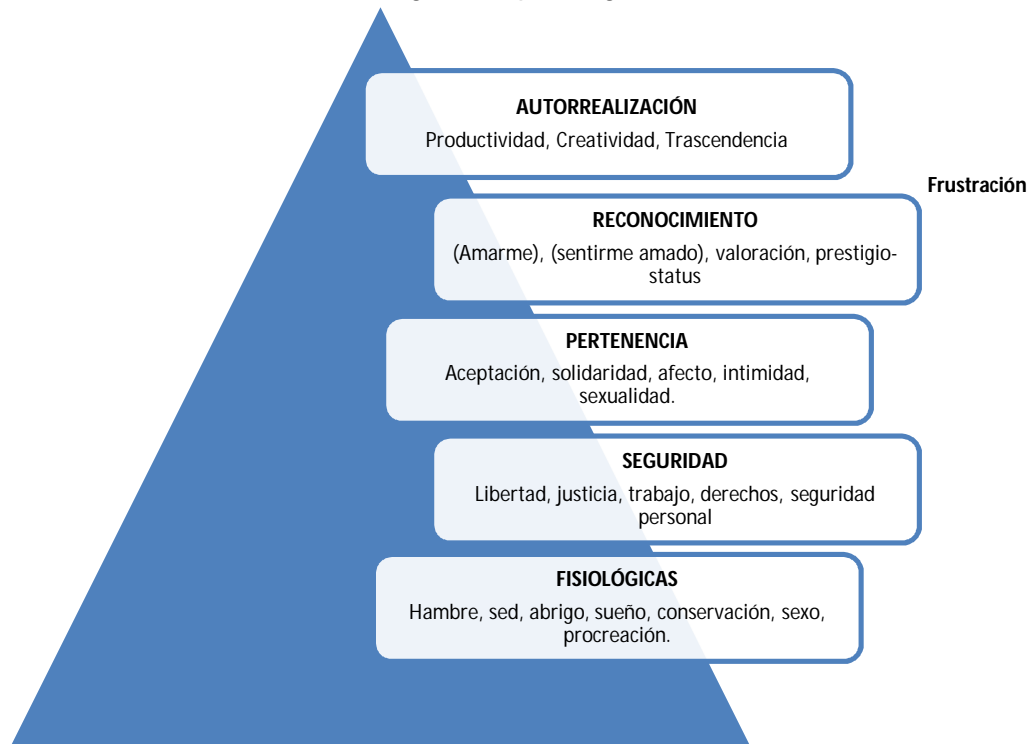 AUTORREALIZACIÓN
Productividad, Creatividad, Trascendencia
Frustración
RECONOCIMIENTO
(Amarme), (sentirme amado), valoración, prestigio-
status
PERTENENCIA
Aceptación, solidaridad, afecto, intimidad,
sexualidad.
SEGURIDAD
Libertad, justicia, trabajo, derechos, seguridad
personal
FISIOLÓGICAS
Hambre, sed, abrigo, sueño, conservación, sexo,
procreación.